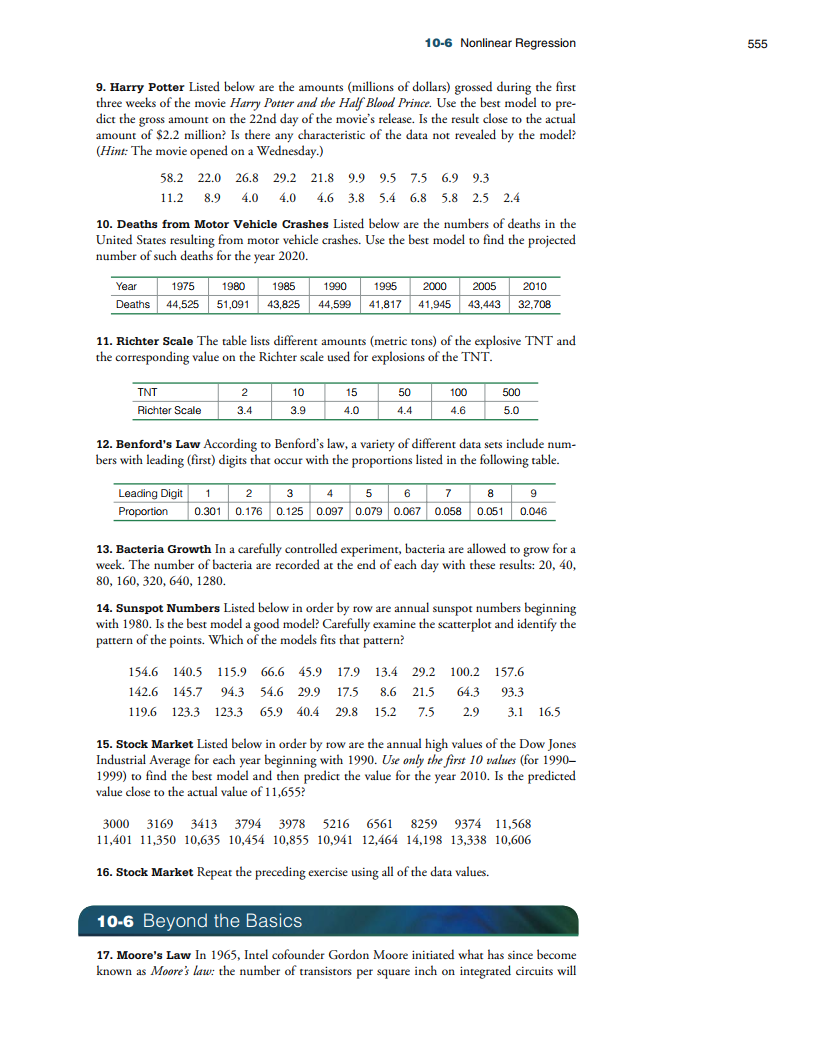 10-6 Nonlinear Regression 555
9. Harry Potter Listed below are the amounts (millions of dollars) grossed during the first
three weeks of the movie Harry Potter and the Half Blood Prince. Use the best model to pre-
dict the gross amount on the 22nd day of the movie's release. Is the result close to the actual
amount of $2.2 million? Is there any characteristic of the data not revealed by the model?
(Hint: The movie opened on a Wednesday.)
58.2 22.0 26.8 29.2 21.8 9.9 9.5 7.5 6.9 9.3
11.2 8.9 4.0 4.0 4.6 3.8 5.4 6.8 5.8 2.5 2.4
10. Deaths from Motor Vehicle Crashes Listed below are the numbers of deaths in the
United States resulting from motor vehicle crashes. Use the best model to find the projected
number of such deaths for the year 2020.
Year 1975 1980 1985 1990 1995 2000 2005 2010
Deaths 44,525 51,091 43,825 44,599 41,817 41,945 43,443 32,708
11. Richter Scale The table lists different amounts (metric tons) of the explosive TNT and
the corresponding value on the Richter scale used for explosions of the TNT.
TNT 2 10 15 50 100 500
Richter Scale 3.4 3.9 4.0 4.4 4.6 5.0
12. Benford's Law According to Benford's law, a variety of different data sets include num-
bers with leading (first) digits that occur with the proportions listed in the following table.
Leading Digit 1 2 3 4 5 6 7 8 9
Proportion 0.301 0.176 0.125 0.097 0.079 0.067 0.058 0.051 0.046
13. Bacteria Growth In a carefully controlled experiment, bacteria are allowed to grow for a
week. The number of bacteria are recorded at the end of each day with these results: 20, 40,
80, 160, 320, 640, 1280.
14. Sunspot Numbers Listed below in order by row are annual sunspot numbers beginning
with 1980. Is the best model a good model? Carefully examine the scatterplot and identify the
pattern of the points. Which of the models fits that pattern?
154.6 140.5 115.9 66.6 45.9 17.9 13.4 29.2 100.2 157.6
142.6 145.7 94.3 54.6 29.9 17.5 8.6 21.5 64.3 93.3
119.6 123.3 123.3 65.9 40.4 29.8 15.2 7.5 2.9 3.1 16.5
15. Stock Market Listed below in order by row are the annual high values of the Dow Jones
Industrial Average for each year beginning with 1990. Use only the first 10 values (for 1990–
1999) to find the best model and then predict the value for the year 2010. Is the predicted
value close to the actual value of 11,655?
3000 3169 3413 3794 3978 5216 6561 8259 9374 11,568
11,401 11,350 10,635 10,454 10,855 10,941 12,464 14,198 13,338 10,606
16. Stock Market Repeat the preceding exercise using all of the data values.
10-6 Beyond the Basics
17. Moore's Law In 1965, Intel cofounder Gordon Moore initiated what has since become
known as Moore's law: the number of transistors per square inch on integrated circuits will